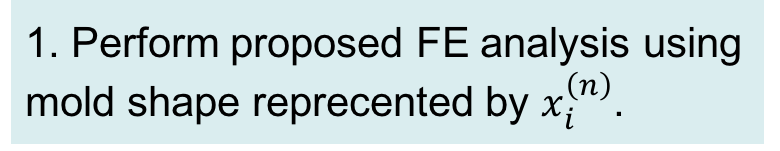 1. Perform proposed FE analysis using
mold shape reprecented by $x_i^{(n)}$.